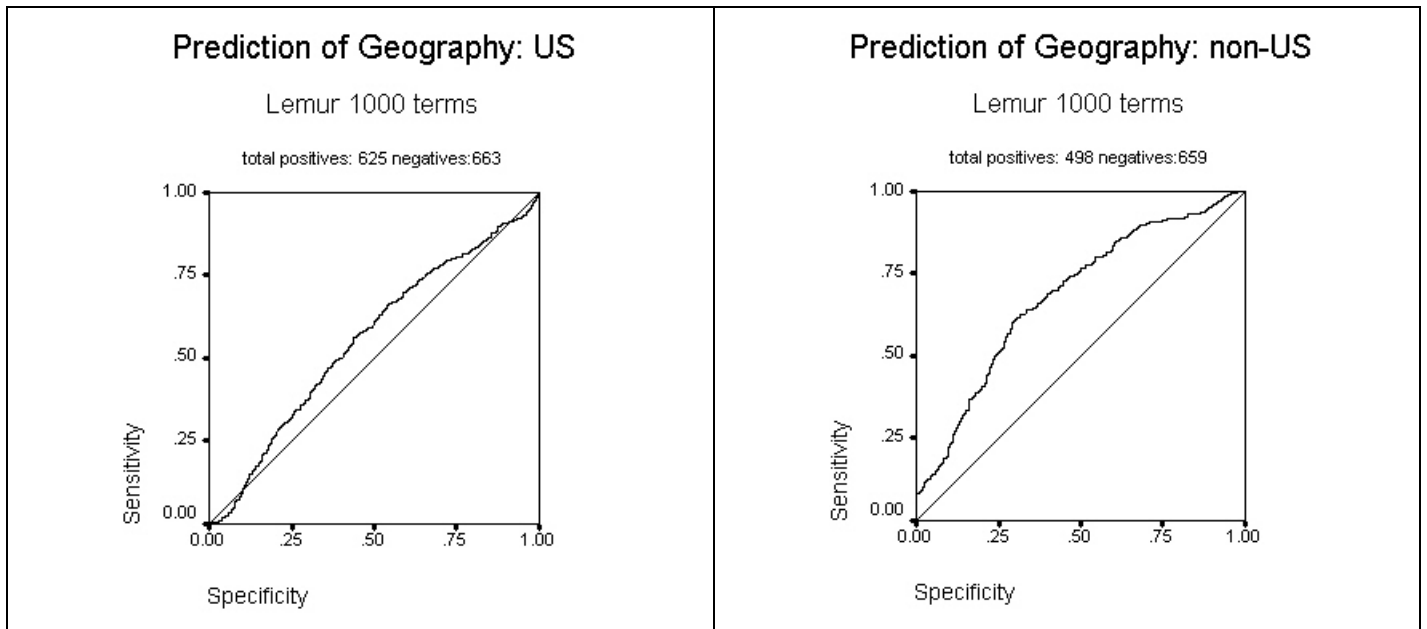 Prediction of Geography: US
Lemur 1000 terms
total positives: 625 negatives:663
1.00
.75
.50
.25
0.00
Sensitivity
0.00 .25 .50 .75 1.00
Specificity
Prediction of Geography: non-US
Lemur 1000 terms
total positives: 498 negatives:659
1.00
.75
.50
.25
0.00
Sensitivity
0.00 .25 .50 .75 1.00
Specificity